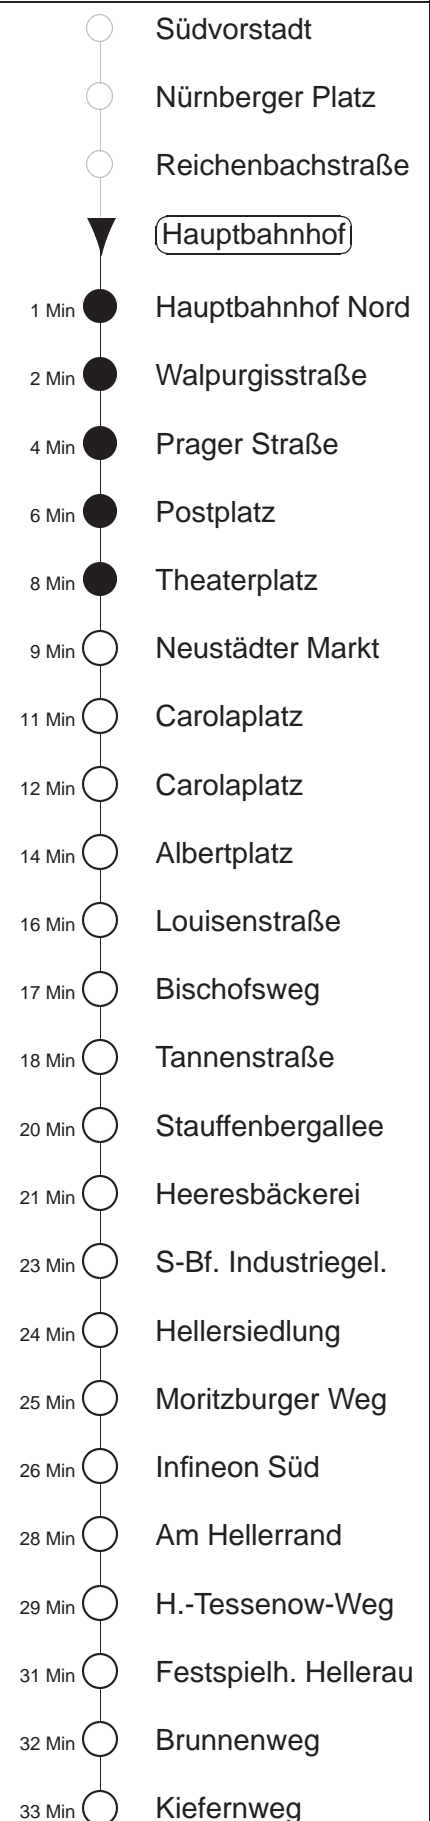 Südvorstadt
Nürnberger Platz
Reichenbachstraße
Hauptbahnhof
1 Min Hauptbahnhof Nord
2 Min Walpurgisstraße
4 Min Prager Straße
6 Min Postplatz
8 Min Theaterplatz
9 Min Neustädter Markt
11 Min Carolaplatz
12 Min Carolaplatz
14 Min Albertplatz
16 Min Louisenstraße
17 Min Bischofsweg
18 Min Tannenstraße
20 Min Stauffenbergallee
21 Min Heeresbäckerei
23 Min S-Bf. Industriegel.
24 Min Hellersiedlung
25 Min Moritzburger Weg
26 Min Infineon Süd
28 Min Am Hellerrand
29 Min H.-Tessenow-Weg
31 Min Festspielh. Hellerau
32 Min Brunnenweg
33 Min Kiefernweg